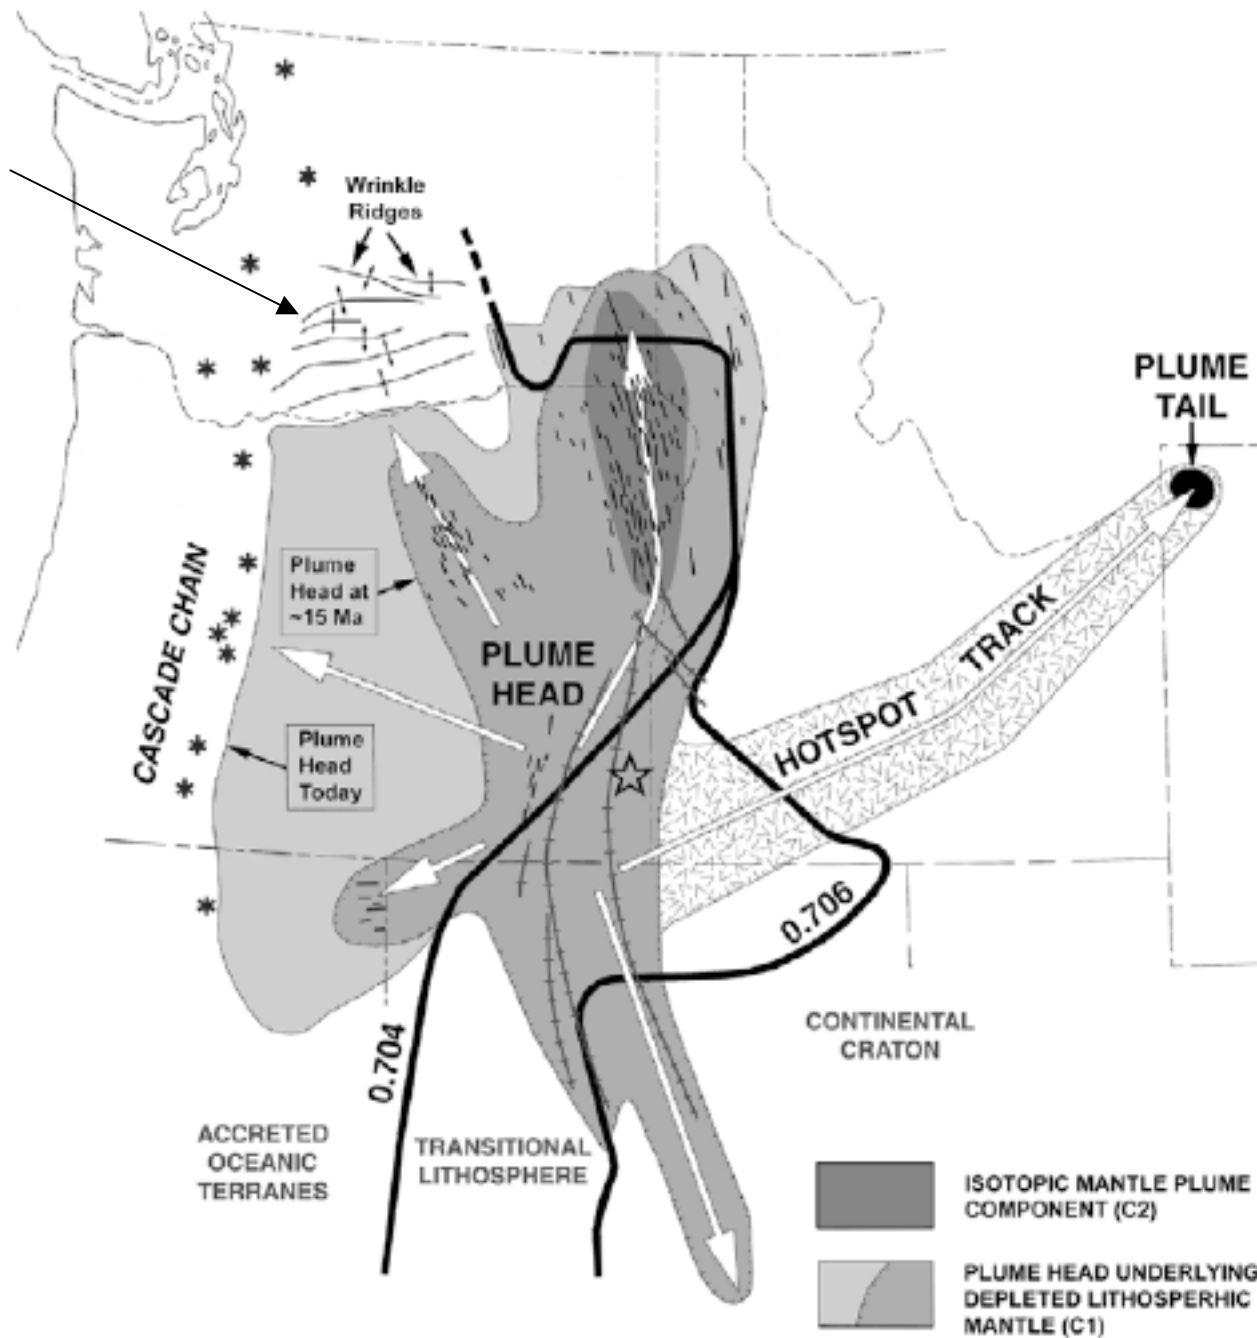 Wrinkle
Ridges
PLUME
TAIL
CASCADE CHAIN
Plume
Head at
~15 Ma
PLUME
HEAD
HOTSPOT TRACK
Plume
Head
Today
0.706
0.704
CONTINENTAL
CRATON
ACCRETED
OCEANIC
TERRANES
TRANSITIONAL
LITHOSPHERE
ISOTOPIC MANTLE PLUME
COMPONENT (C2)
PLUME HEAD UNDERLYING
DEPLETED LITHOSPERHIC
MANTLE (C1)